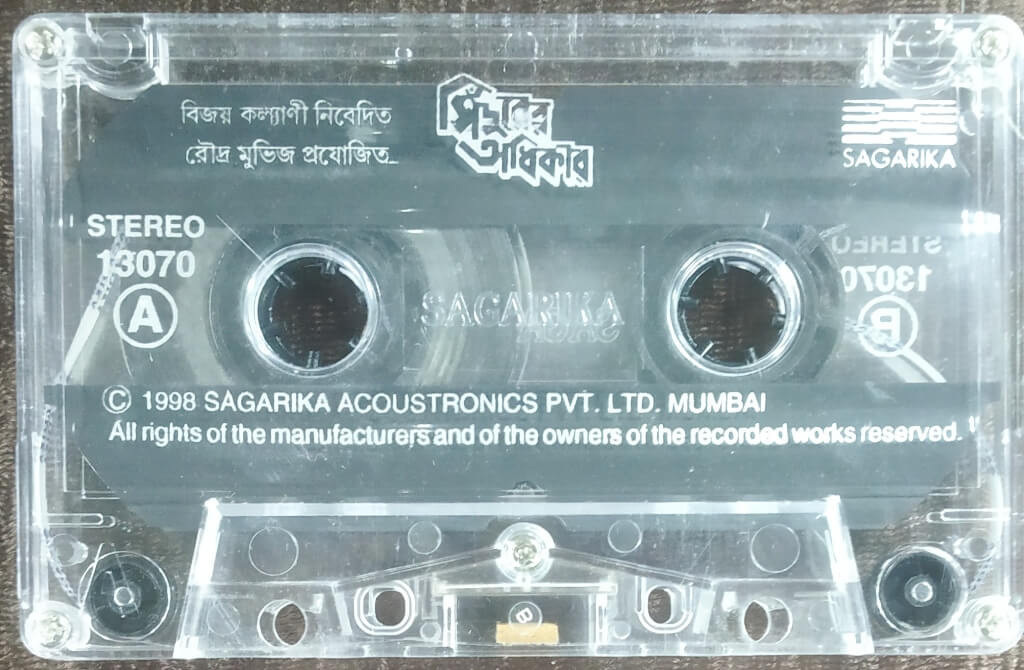 বিজয় কল্যাণী নিবেদিত
রৌদ্র মুভিজ প্রযোজিত
সিঁদুরের
অধিকার
SAGARIKA
STEREO
13070
A
SAGARIKA
STEREO
13070
B
© 1998 SAGARIKA ACOUSTRONICS PVT. LTD. MUMBAI
All rights of the manufacturers and of the owners of the recorded works reserved.
B